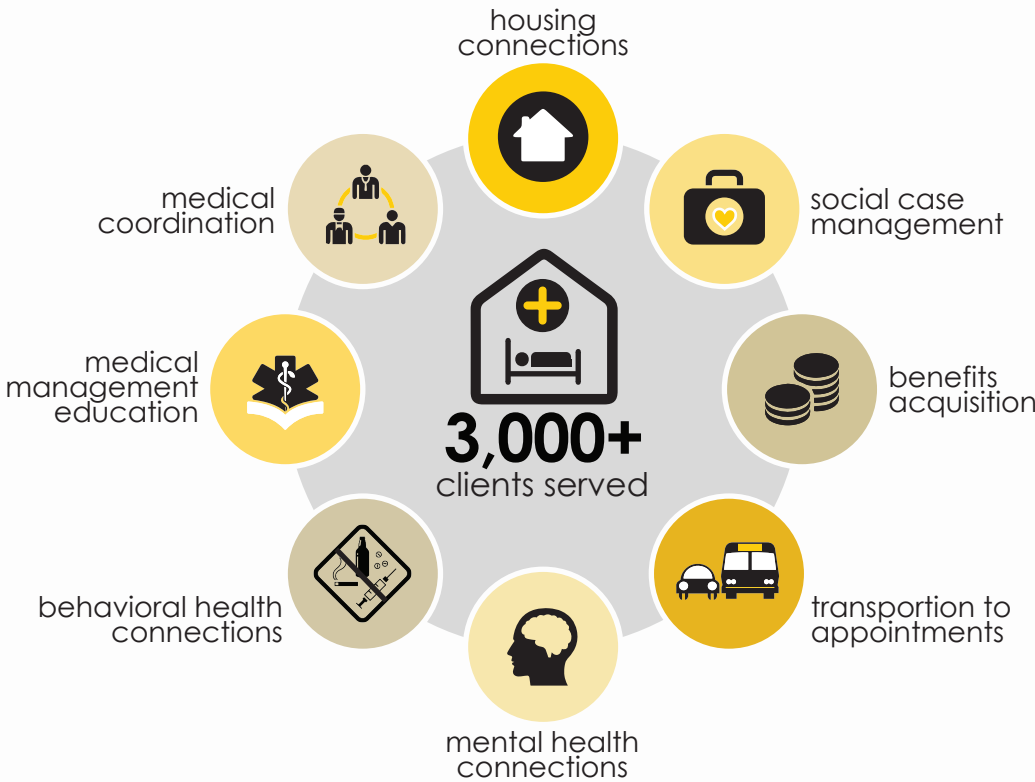 housing
connections
social case
management
benefits
acquisition
transportion to
appointments
mental health
connections
behavioral health
connections
medical
management
education
medical
coordination
3,000+
clients served